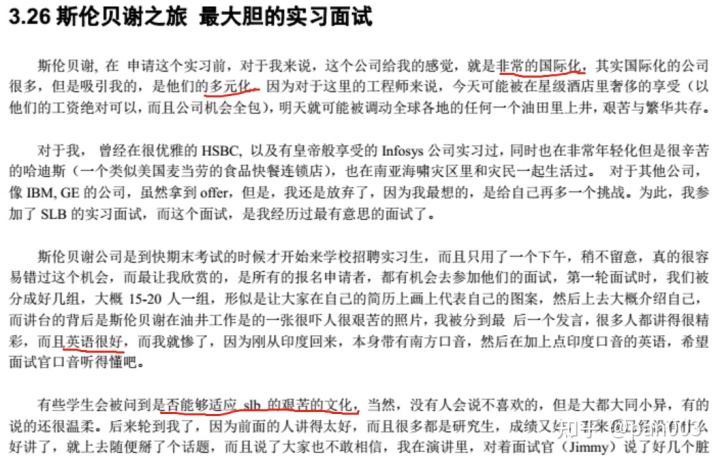 3.26 斯伦贝谢之旅 最大胆的实习面试
斯伦贝谢, 在 申请这个实习前，对于我来说，这个公司给我的感觉，就是非常的国际化，其实国际化的公司
很多，但是吸引我的，是他们的多元化，因为对于这里的工程师来说，今天可能被在星级酒店里奢侈的享受（以
他们的工资绝对可以，而且公司机会全包），明天就可能被调动全球各地的任何一个油田里上井，艰苦与繁华共存。
对于我， 曾经在很优雅的 HSBC, 以及有皇帝般享受的 Infosys 公司实习过，同时也在非常年轻化但是很辛苦
的哈迪斯（一个类似美国麦当劳的食品快餐连锁店），也在南亚海啸灾区里和灾民一起生活过。 对于其他公司，
像 IBM, GE 的公司，虽然拿到 offer，但是，我还是放弃了，因为我最想的，是给自己再多一个挑战。为此，我参
加了 SLB 的实习面试，而这个面试，是我经历过最有意思的面试了。
斯伦贝谢公司是到快期末考试的时候才开始来学校招聘实习生，而且只用了一个下午，稍不留意，真的很容
易错过这个机会，而最让我欣赏的，是所有的报名申请者，都有机会去参加他们的面试，第一轮面试时，我们被
分成好几组，大概 15-20 人一组，形似是让大家在自己的简历上画上代表自己的图案，然后上去大概介绍自己，
而讲台的背后是斯伦贝谢在油井工作是的一张很吓人很艰苦的照片，我被分到最 后一个发言，很多人都讲得很精
彩，而且英语很好，而我就惨了，因为刚从印度回来，本身带有南方口音，然后在加上点印度口音的英语，希望
面试官口音听得懂吧。
有些学生会被问到是否能够适应 slb 的艰苦的文化，当然，没有人会说不喜欢的，但是大都大同小异，有的
说的还很温柔。后来轮到我了，因为前面的人讲得太好，而且很多都是研究生，成绩又好，用来
好讲了，就上去随便掰了个话题，而且说了大家也不敢相信，我在演讲里，对着面试官（Jimmy）说了好几个脏
知乎 @pan003